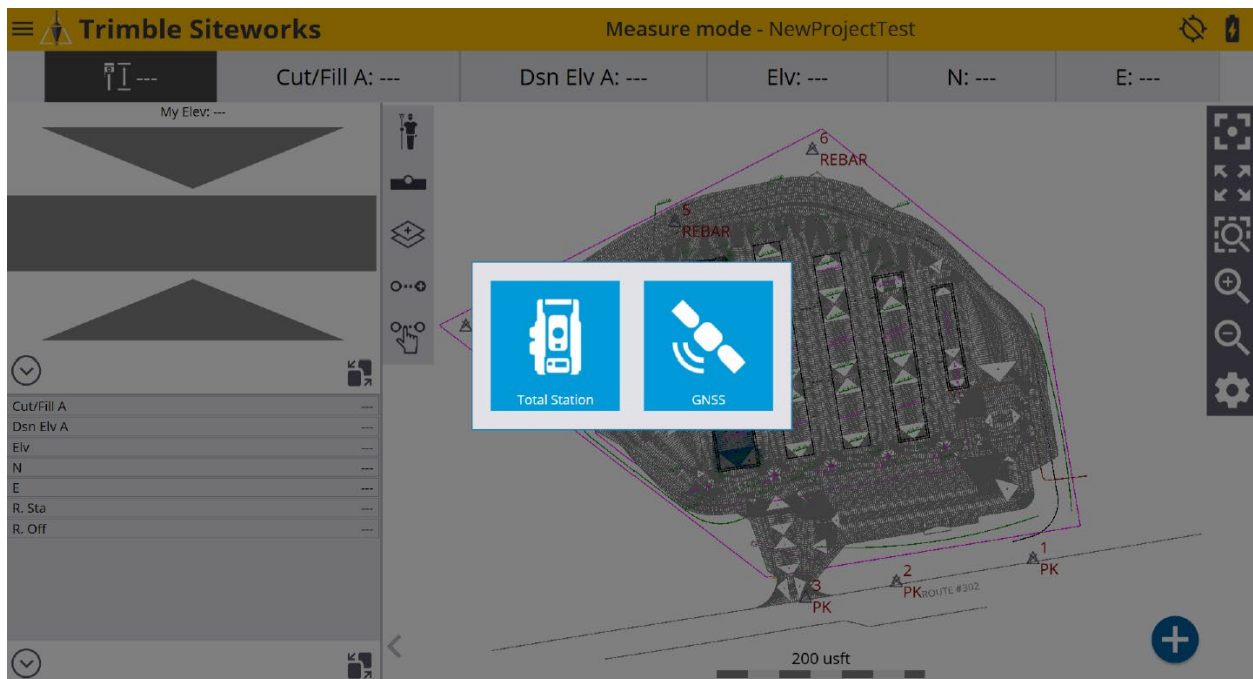 Trimble Siteworks
Measure mode - NewProjectTest
---
Cut/Fill A: ---
Dsn Elv A: ---
Elv: ---
N: ---
E: ---
My Elev: ---
6
REBAR
5
REBAR
Total Station
GNSS
Cut/Fill A ---
Dsn Elv A ---
Elv ---
N ---
E ---
R. Sta ---
R. Off ---
1
PK
2
PK
ROUTE #302
3
PK
200 usft